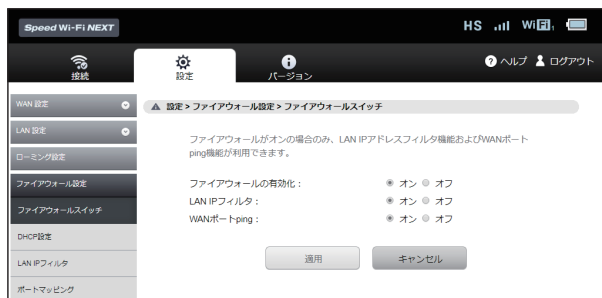 Speed Wi-Fi NEXT
HS WiFi
接続
設定
バージョン
ヘルプ ログアウト
WAN 設定
LAN 設定
ローミング設定
ファイアウォール設定
ファイアウォールスイッチ
DHCP設定
LAN IPフィルタ
ポートマッピング
設定 > ファイアウォール設定 > ファイアウォールスイッチ
ファイアウォールがオンの場合のみ、LAN IPアドレスフィルタ機能およびWANポート
ping機能が利用できます。
ファイアウォールの有効化： オン オフ
LAN IPフィルタ： オン オフ
WANポートping： オン オフ
適用 キャンセル